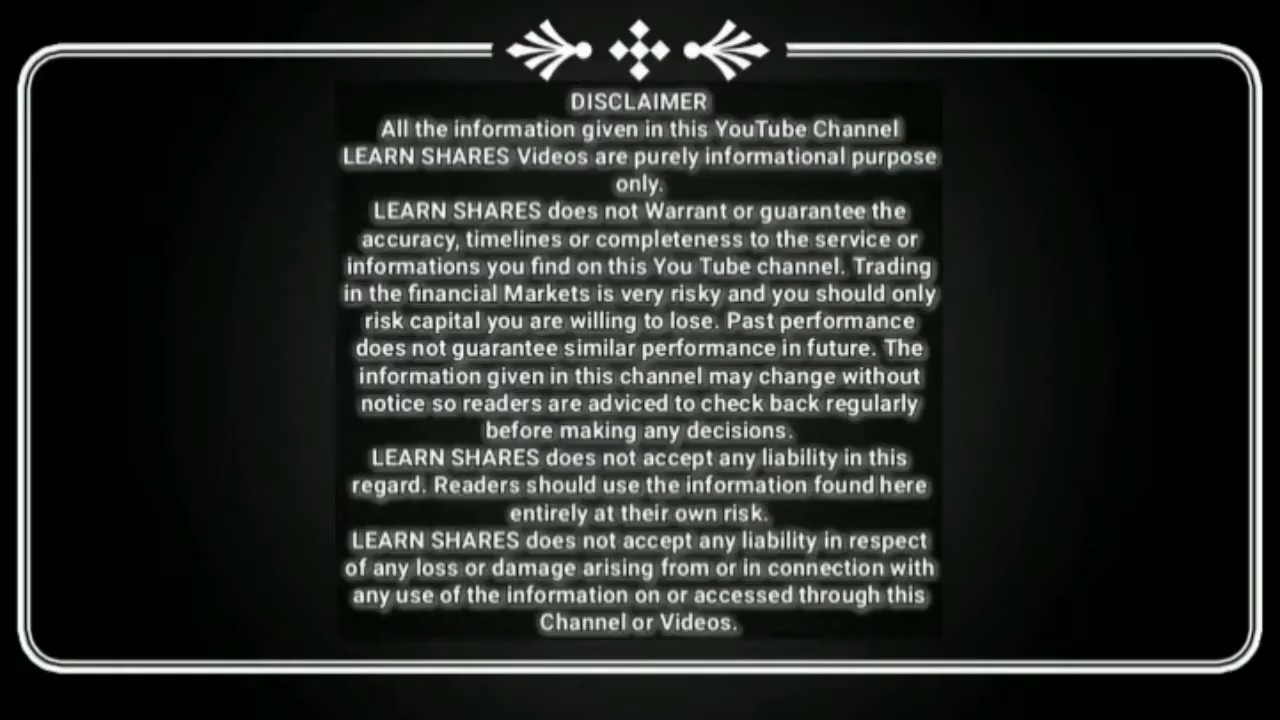 DISCLAIMER
All the information given in this YouTube Channel
LEARN SHARES Videos are purely informational purpose
only.
LEARN SHARES does not Warrant or guarantee the
accuracy, timelines or completeness to the service or
informations you find on this You Tube channel. Trading
in the financial Markets is very risky and you should only
risk capital you are willing to lose. Past performance
does not guarantee similar performance in future. The
information given in this channel may change without
notice so readers are adviced to check back regularly
before making any decisions.
LEARN SHARES does not accept any liability in this
regard. Readers should use the information found here
entirely at their own risk.
LEARN SHARES does not accept any liability in respect
of any loss or damage arising from or in connection with
any use of the information on or accessed through this
Channel or Videos.